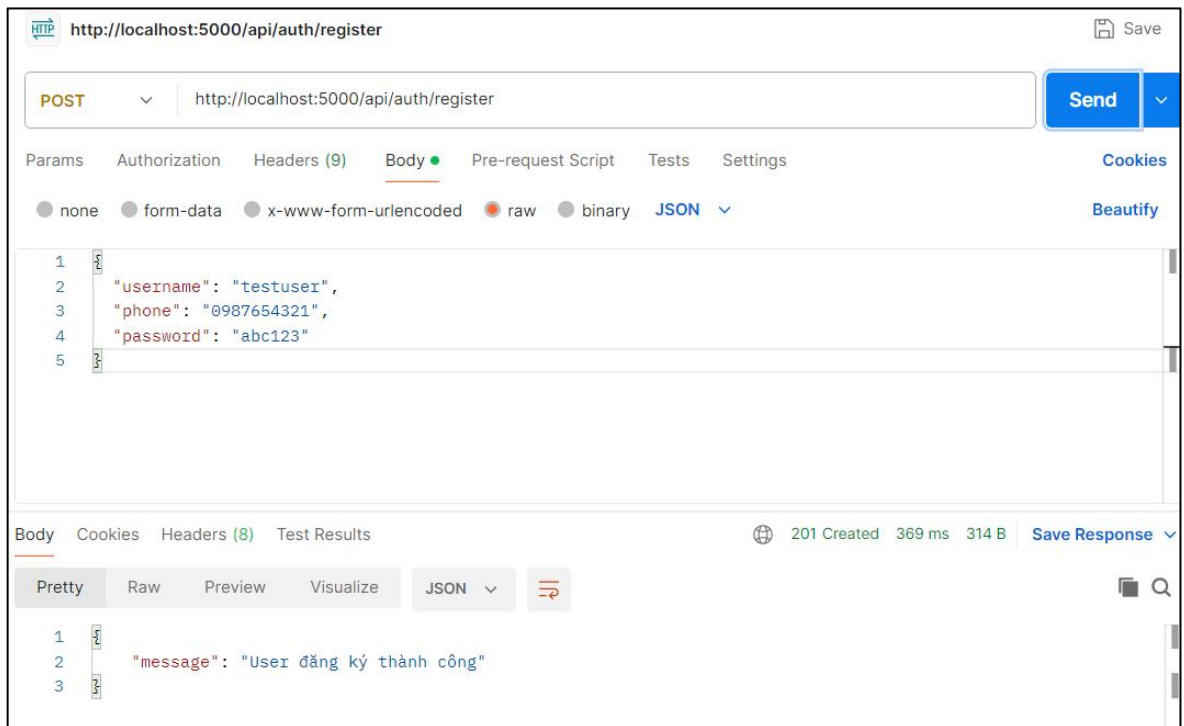 HTTP http://localhost:5000/api/auth/register Save
POST http://localhost:5000/api/auth/register Send
Params Authorization Headers (9) Body Pre-request Script Tests Settings Cookies
none form-data x-www-form-urlencoded raw binary JSON Beautify
1 {
2 "username": "testuser",
3 "phone": "0987654321",
4 "password": "abc123"
5 }
Body Cookies Headers (8) Test Results 201 Created 369 ms 314 B Save Response
Pretty Raw Preview Visualize JSON
1 {
2 "message": "User đăng ký thành công"
3 }